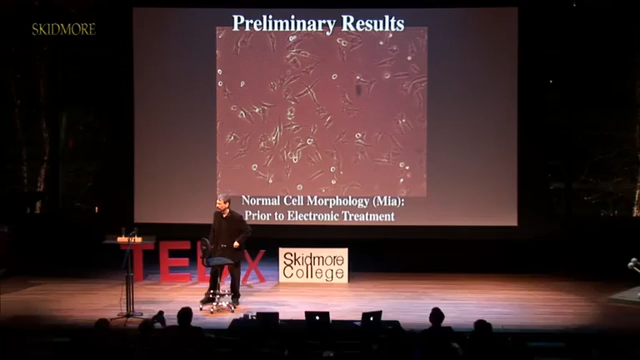 SKIDMORE
Preliminary Results
Normal Cell Morphology (Mia):
Prior to Electronic Treatment
TEDx
Skidmore
College